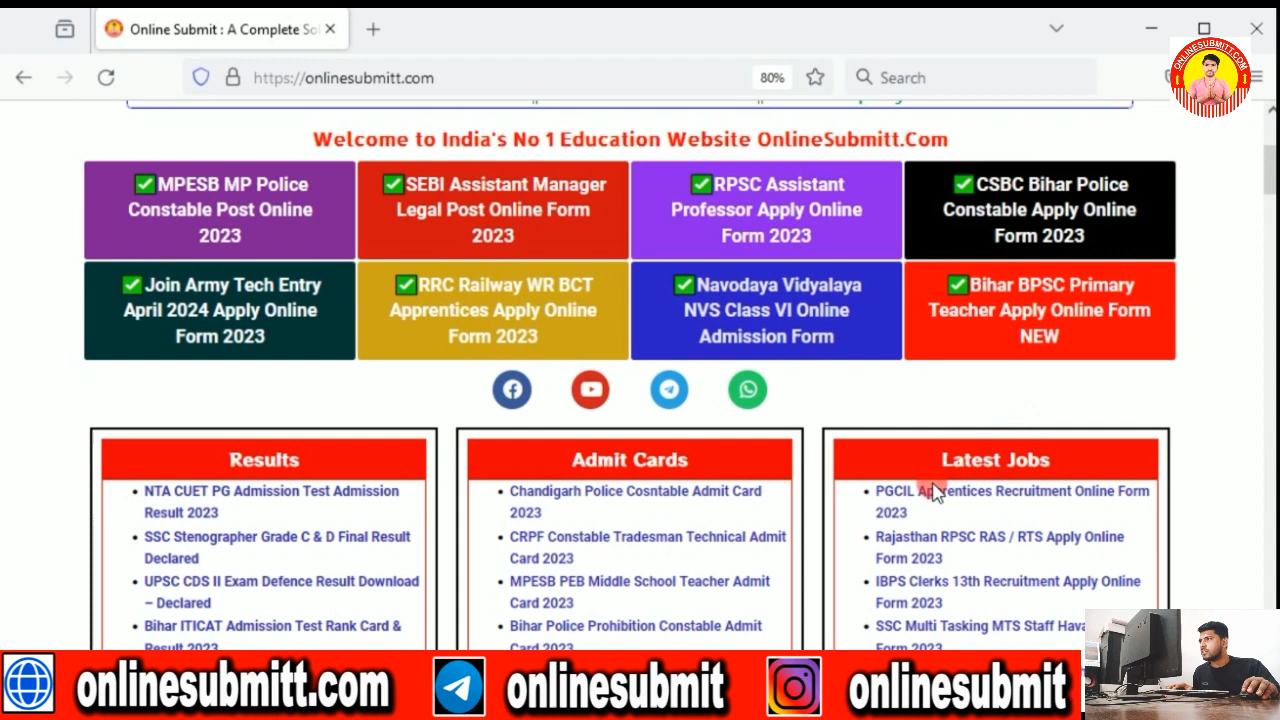 Online Submit : A Complete Sol
https://onlinesubmitt.com
80%
Search
ONLINESUBMITT.COM
Welcome to India's No 1 Education Website OnlineSubmitt.Com
✅MPESB MP Police
Constable Post Online
2023
✅SEBI Assistant Manager
Legal Post Online Form
2023
✅RPSC Assistant
Professor Apply Online
Form 2023
✅CSBC Bihar Police
Constable Apply Online
Form 2023
✅Join Army Tech Entry
April 2024 Apply Online
Form 2023
✅RRC Railway WR BCT
Apprentices Apply Online
Form 2023
✅Navodaya Vidyalaya
NVS Class VI Online
Admission Form
✅Bihar BPSC Primary
Teacher Apply Online Form
NEW
Results
• NTA CUET PG Admission Test Admission
Result 2023
• SSC Stenographer Grade C & D Final Result
Declared
• UPSC CDS II Exam Defence Result Download
– Declared
• Bihar ITICAT Admission Test Rank Card &
Result 2023
Admit Cards
• Chandigarh Police Cosntable Admit Card
2023
• CRPF Constable Tradesman Technical Admit
Card 2023
• MPESB PEB Middle School Teacher Admit
Card 2023
• Bihar Police Prohibition Constable Admit
Card 2023
Latest Jobs
• PGCIL Apprentices Recruitment Online Form
2023
• Rajasthan RPSC RAS / RTS Apply Online
Form 2023
• IBPS Clerks 13th Recruitment Apply Online
Form 2023
• SSC Multi Tasking MTS Staff Hava
Form 2023
onlinesubmitt.com
onlinesubmit
onlinesubmit